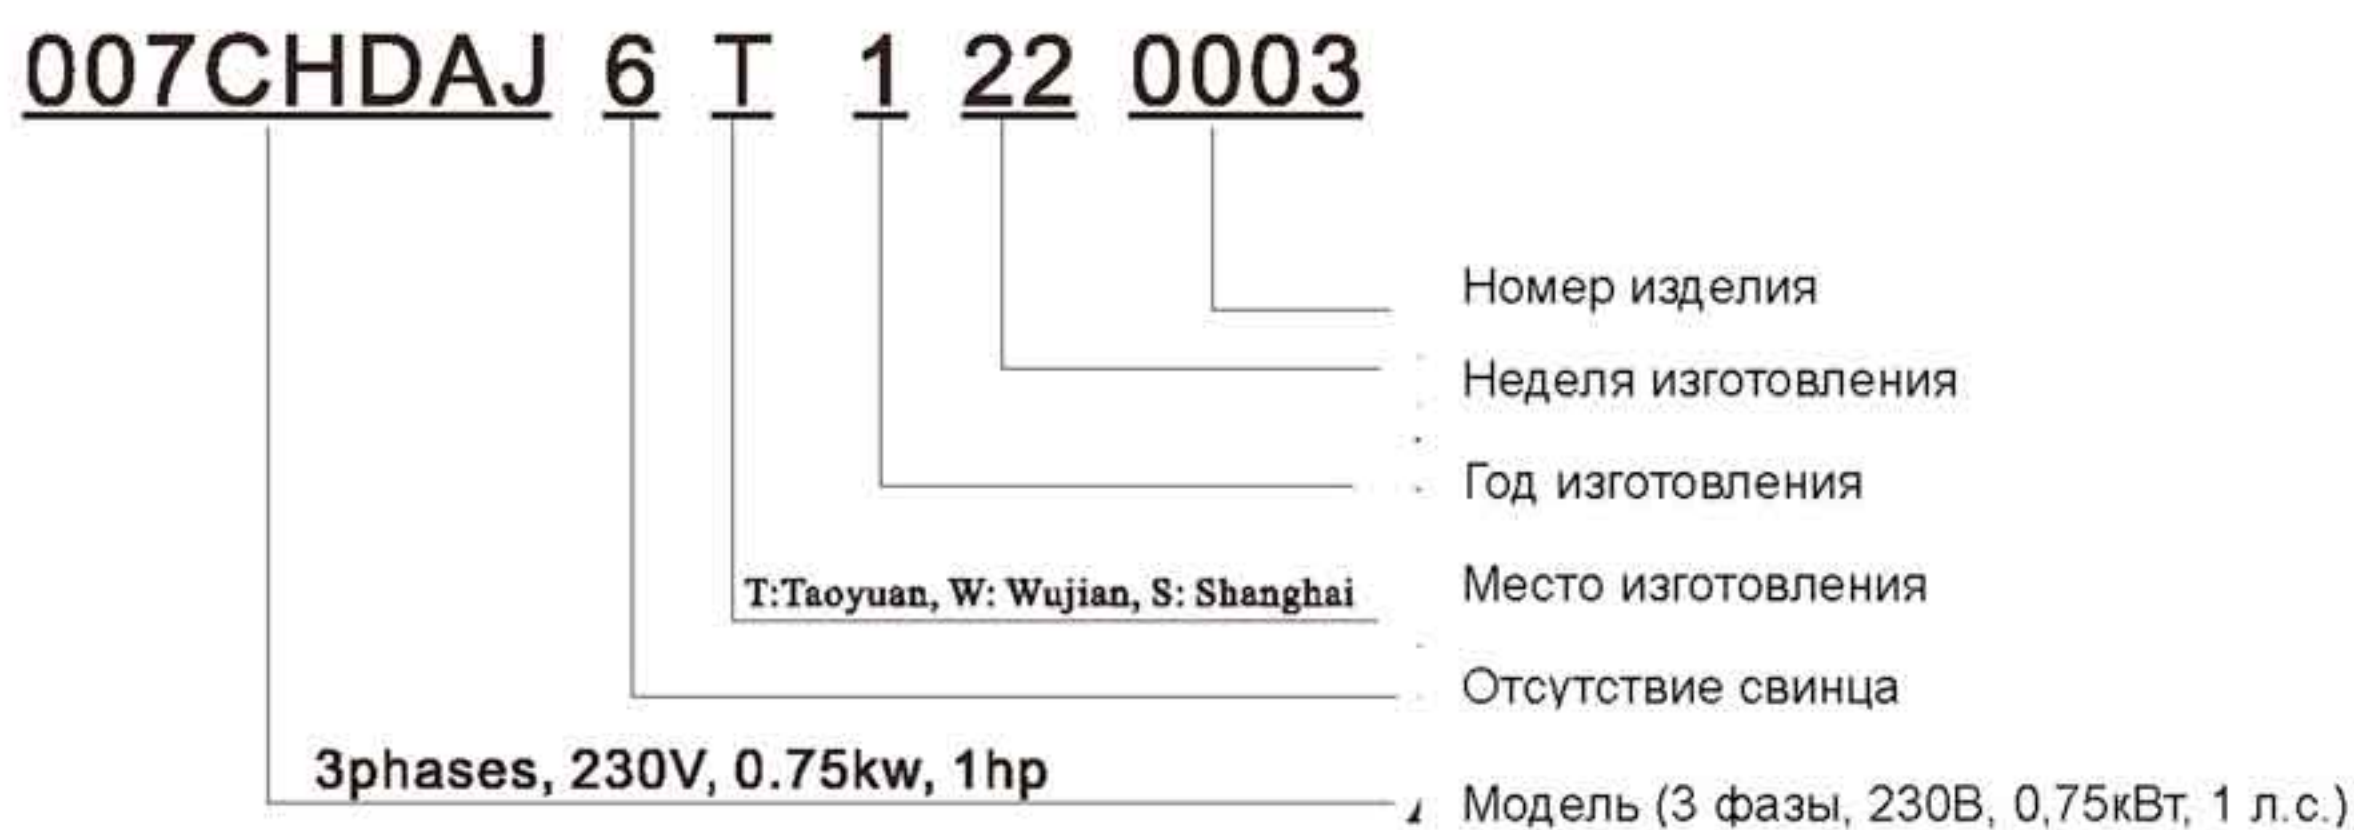 007CHDAJ 6 T 1 22 0003
Номер изделия
Неделя изготовления
Год изготовления
T:Taoyuan, W: Wujian, S: Shanghai Место изготовления
Отсутствие свинца
3phases, 230V, 0.75kw, 1hp
Модель (3 фазы, 230В, 0,75кВт, 1 л.с.)